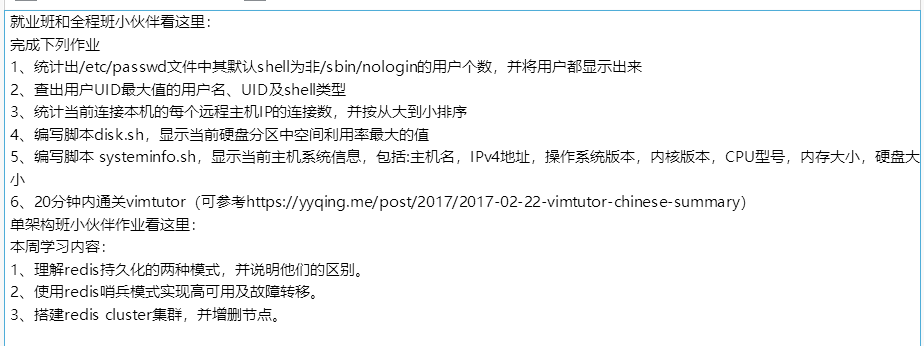 就业班和全程班小伙伴看这里：
完成下列作业
1、统计出/etc/passwd文件中其默认shell为非/sbin/nologin的用户个数，并将用户都显示出来
2、查出用户UID最大值的用户名、UID及shell类型
3、统计当前连接本机的每个远程主机IP的连接数，并按从大到小排序
4、编写脚本disk.sh，显示当前硬盘分区中空间利用率最大的值
5、编写脚本 systeminfo.sh，显示当前主机系统信息，包括:主机名，IPv4地址，操作系统版本，内核版本，CPU型号，内存大小，硬盘大
小
6、20分钟内通关vimtutor（可参考https://yyqing.me/post/2017/2017-02-22-vimtutor-chinese-summary）
单架构班小伙伴作业看这里：
本周学习内容：
1、理解redis持久化的两种模式，并说明他们的区别。
2、使用redis哨兵模式实现高可用及故障转移。
3、搭建redis cluster集群，并增删节点。